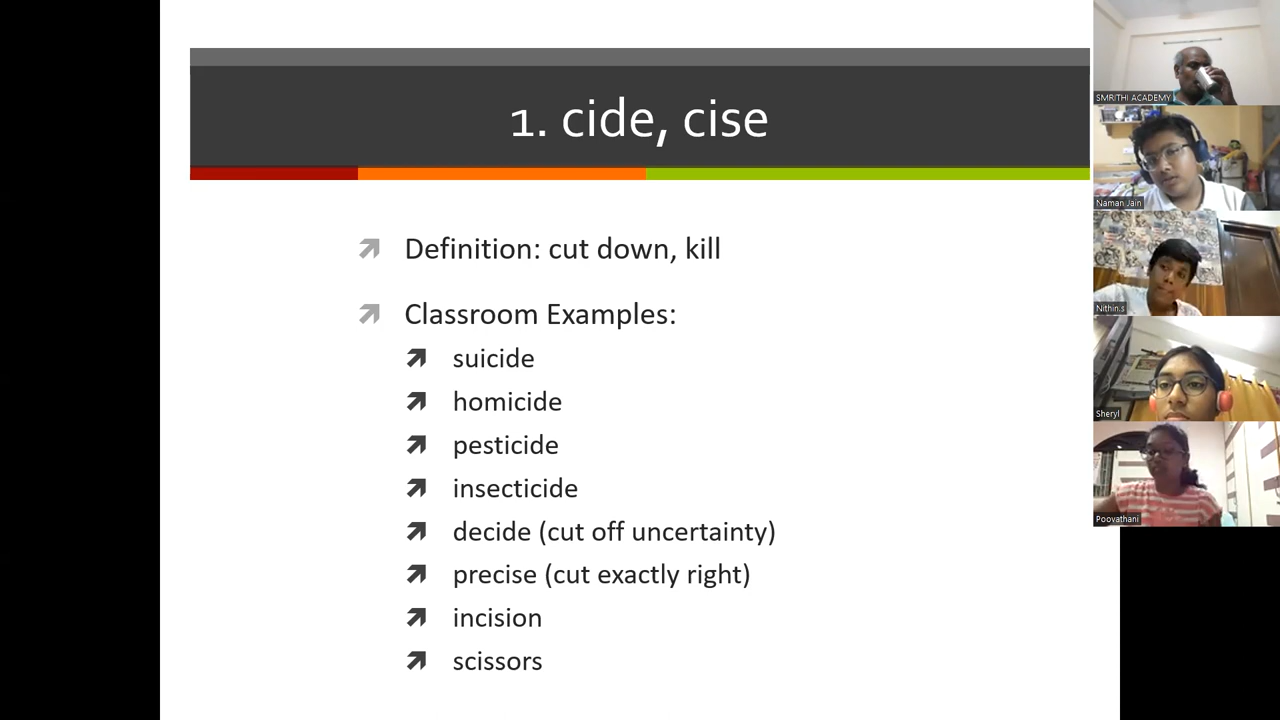 1. cide, cise
Definition: cut down, kill
Classroom Examples:
suicide
homicide
pesticide
insecticide
decide (cut off uncertainty)
precise (cut exactly right)
incision
scissors
SMRITHI ACADEMY
Naman Jain
Nithin.s
Sheryl
Poovathani